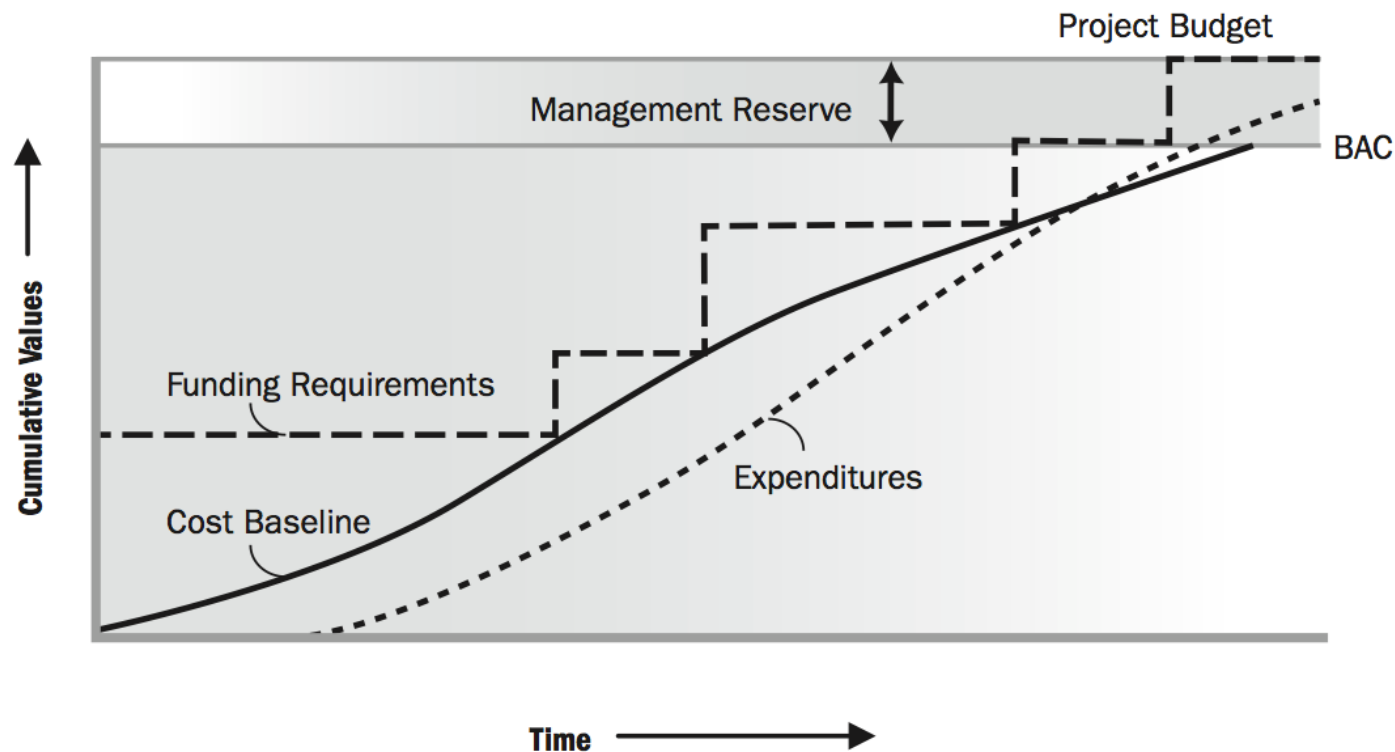 Project Budget
Management Reserve
BAC
Funding Requirements
Expenditures
Cost Baseline
Cumulative Values
Time